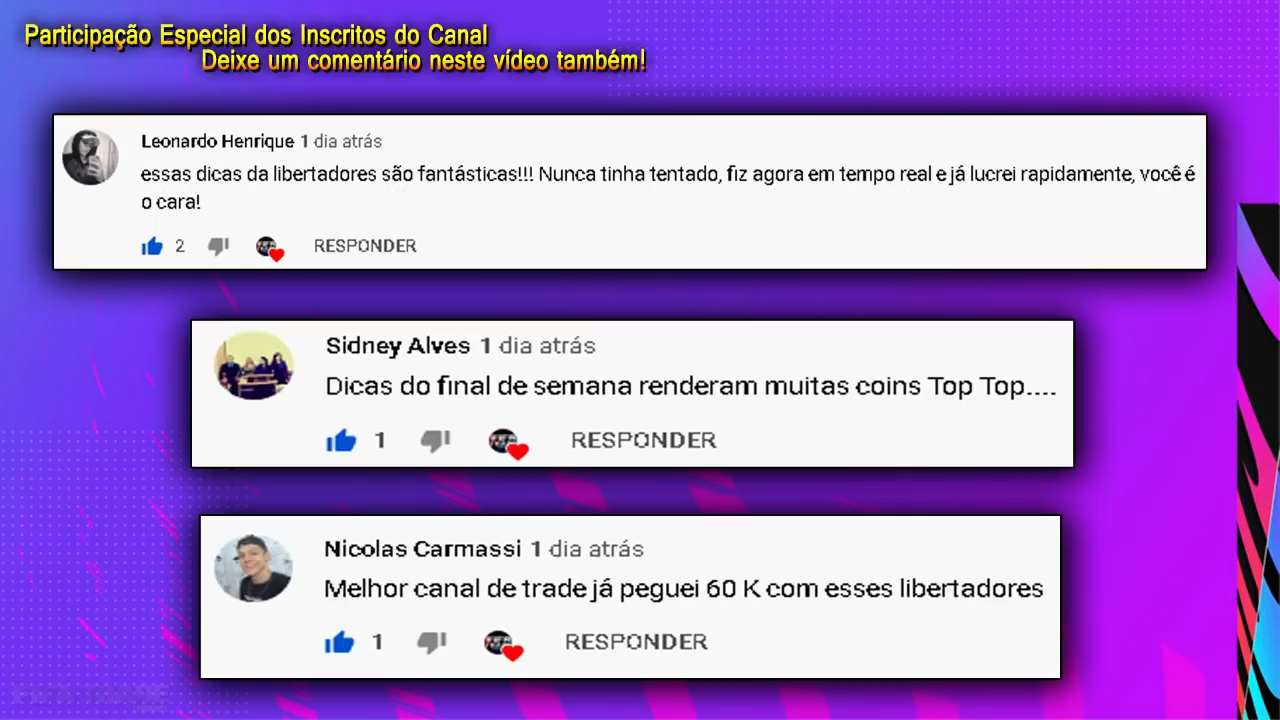 Participação Especial dos Inscritos do Canal
Deixe um comentário neste vídeo também!
Leonardo Henrique 1 dia atrás
essas dicas da libertadores são fantásticas!!! Nunca tinha tentado, fiz agora em tempo real e já lucrei rapidamente, você é
o cara!
2 RESPONDER
Sidney Alves 1 dia atrás
Dicas do final de semana renderam muitas coins Top Top....
1 RESPONDER
Nicolas Carmassi 1 dia atrás
Melhor canal de trade já peguei 60 K com esses libertadores
1 RESPONDER